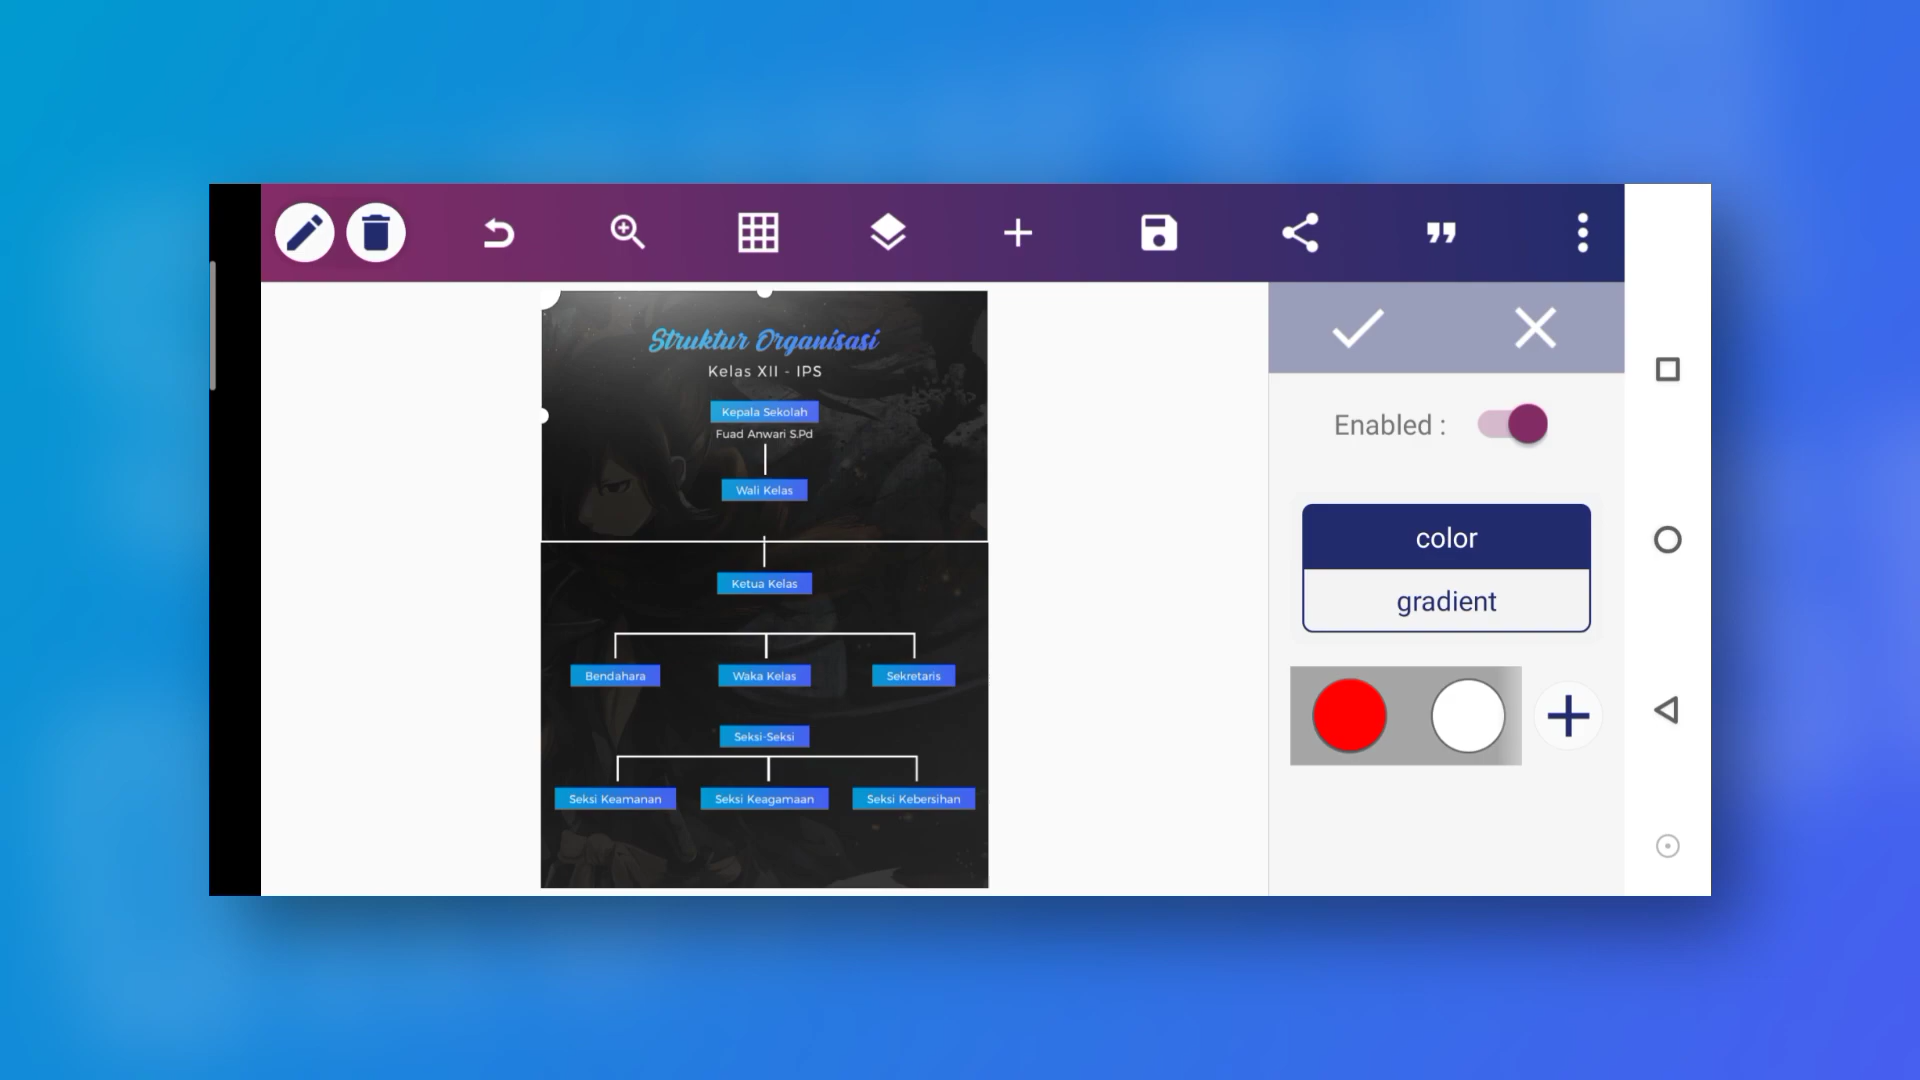 Struktur Organisasi
Kelas XII - IPS
Kepala Sekolah
Fuad Anwari S.Pd
Wali Kelas
Ketua Kelas
Bendahara
Waka Kelas
Sekretaris
Seksi-Seksi
Seksi Keamanan
Seksi Keagamaan
Seksi Kebersihan
Enabled :
color
gradient